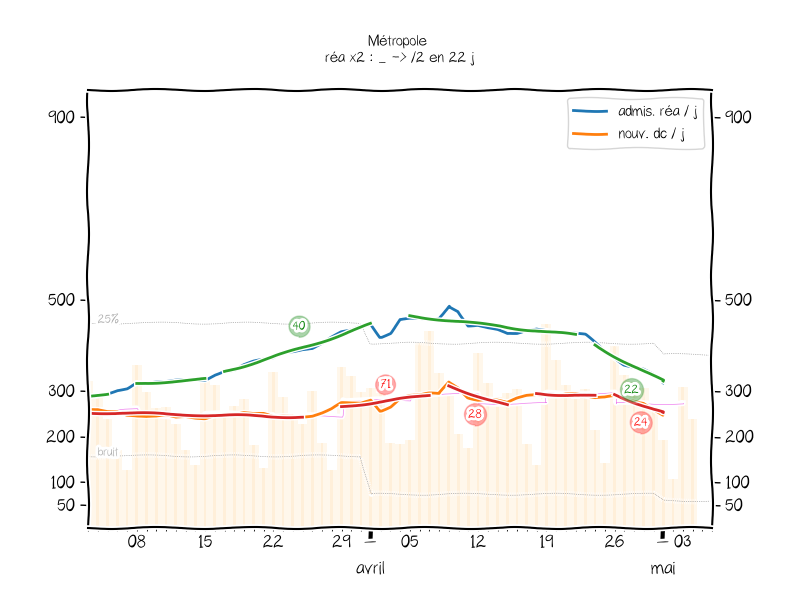 Métropole
réa x2 : _ -> /2 en 22 j
admis. réa / j
nouv. dc / j
900
900
500
500
25%
40
300
300
71
22
28
24
200
200
bruit
100
100
50
50
08 15 22 29 _ 05 12 19 26 _ 03
avril mai